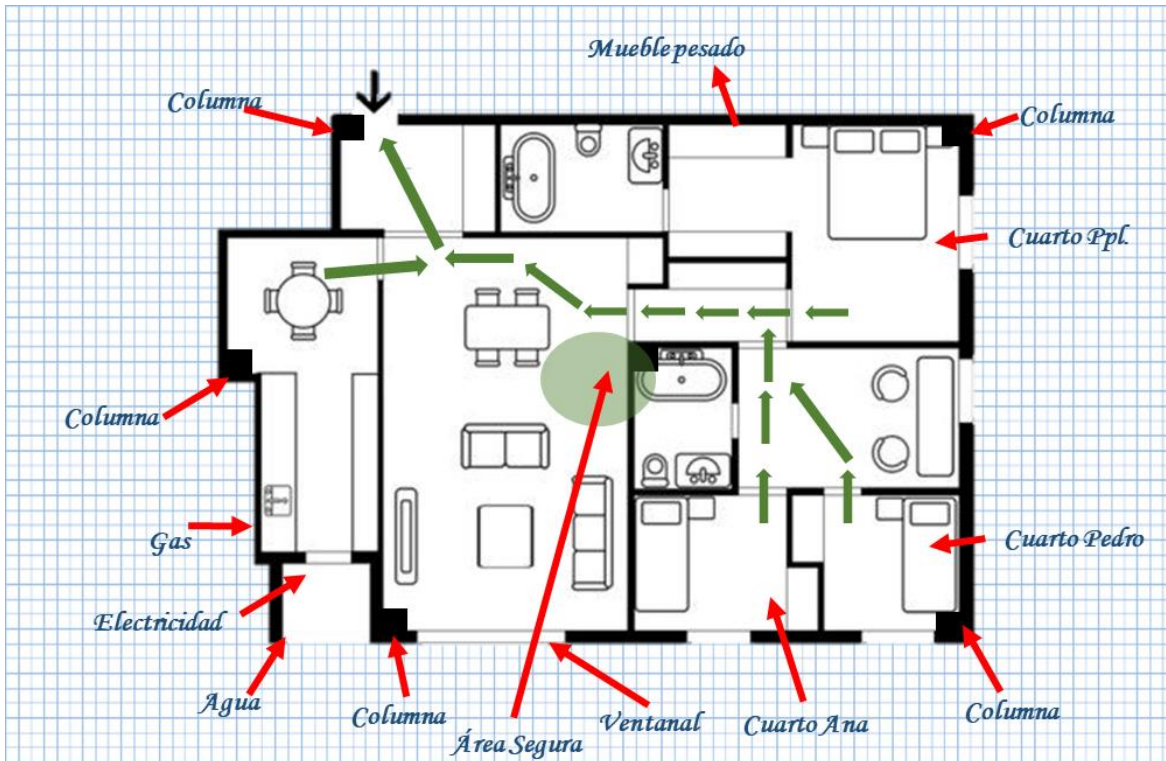 Mueble pesado
Columna
Columna
Cuarto Ppl.
Columna
Gas
Cuarto Pedro
Electricidad
Agua
Columna
Área Segura
Ventanal
Cuarto Ana
Columna